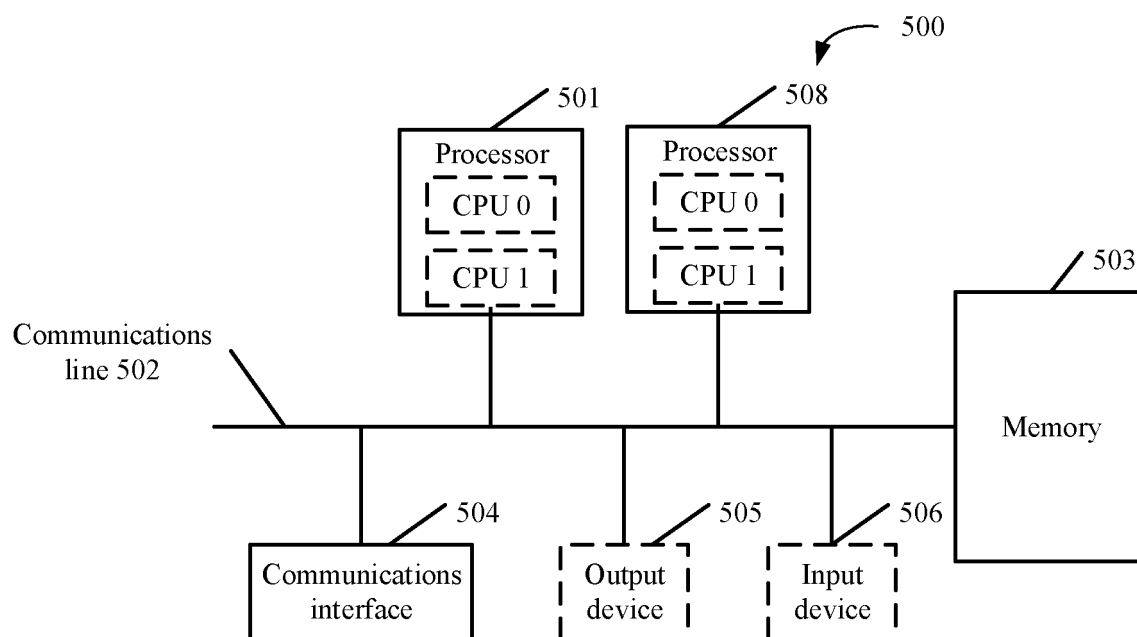 500
501
508
Processor
CPU 0
CPU 1
Processor
CPU 0
CPU 1
503
Communications
line 502
Memory
504
505
506
Communications
interface
Output
device
Input
device